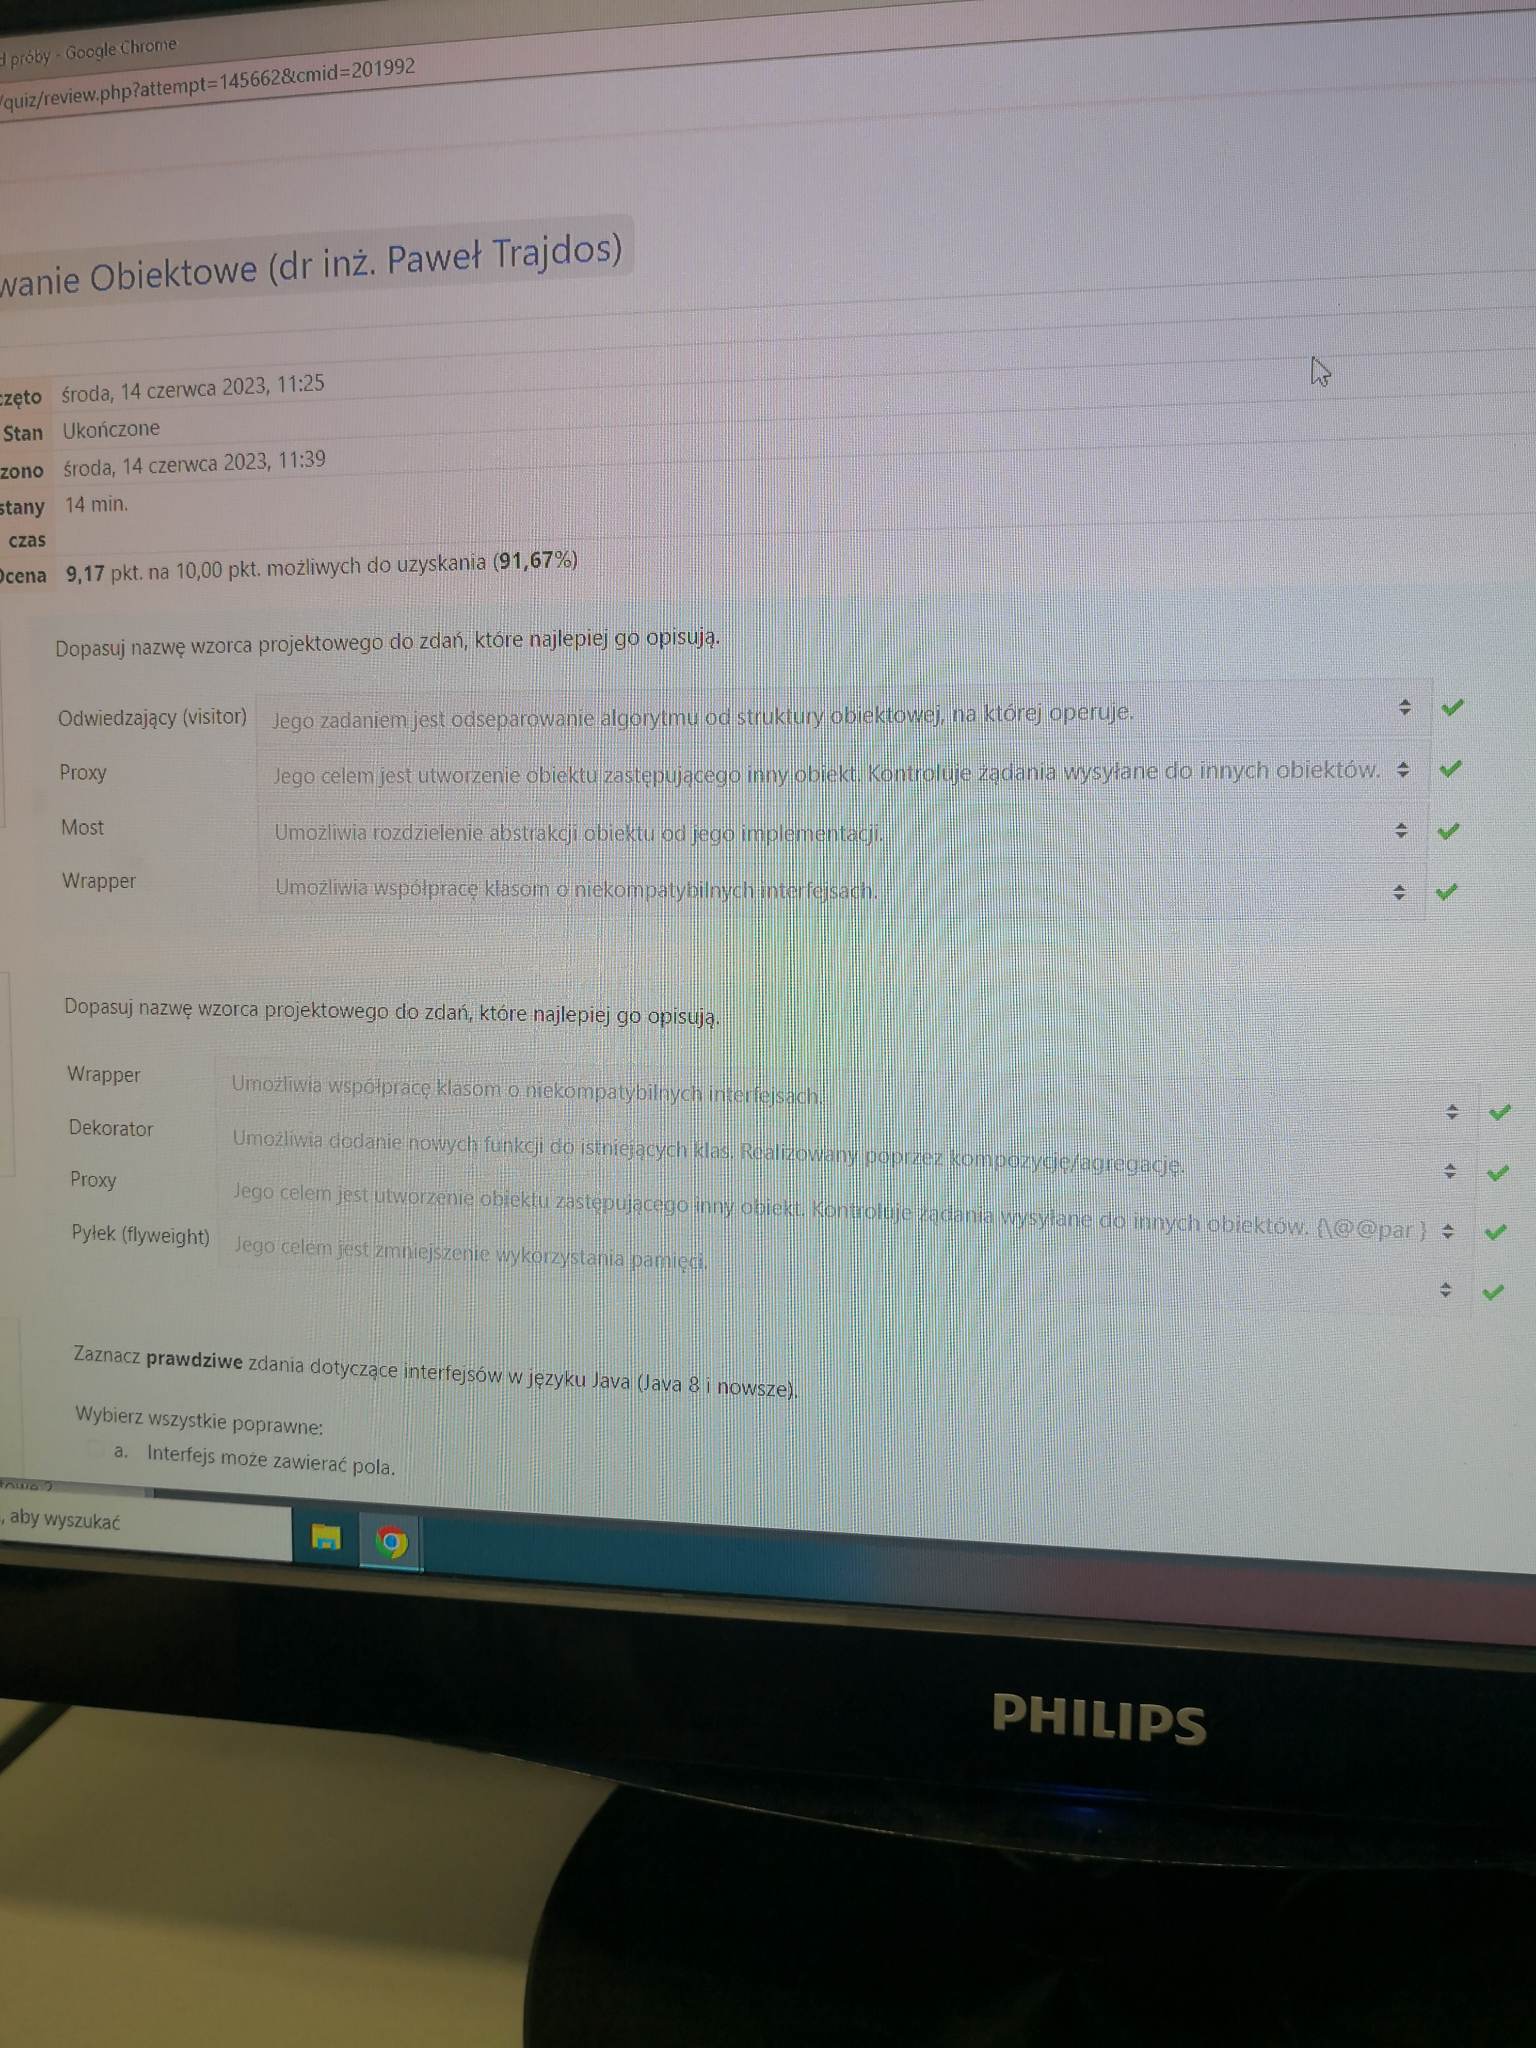 d próby - Google Chrome
/quiz/review.php?attempt=145662&cmid=201992
wanie Obiektowe (dr inż. Paweł Trajdos)
częto środa, 14 czerwca 2023, 11:25
Stan Ukończone
zono środa, 14 czerwca 2023, 11:39
stany 14 min.
czas
Ocena 9,17 pkt. na 10,00 pkt. możliwych do uzyskania (91,67%)
Dopasuj nazwę wzorca projektowego do zdań, które najlepiej go opisują.
Odwiedzający (visitor) Jego zadaniem jest odseparowanie algorytmu od struktury obiektowej, na której operuje.
Proxy Jego celem jest utworzenie obiektu zastępującego inny obiekt. Kontroluje żądania wysyłane do innych obiektów.
Most Umożliwia rozdzielenie abstrakcji obiektu od jego implementacji.
Wrapper Umożliwia współpracę klasom o niekompatybilnych interfejsach.
Dopasuj nazwę wzorca projektowego do zdań, które najlepiej go opisują.
Wrapper Umożliwia współpracę klasom o niekompatybilnych interfejsach.
Dekorator Umożliwia dodanie nowych funkcji do istniejących klas. Realizowany poprzez kompozycję/agregację.
Proxy Jego celem jest utworzenie obiektu zastępującego inny obiekt. Kontroluje żądania wysyłane do innych obiektów. {\@@par }
Pyłek (flyweight) Jego celem jest zmniejszenie wykorzystania pamięci.
Zaznacz prawdziwe zdania dotyczące interfejsów w języku Java (Java 8 i nowsze).
Wybierz wszystkie poprawne:
a. Interfejs może zawierać pola.
, aby wyszukać
PHILIPS